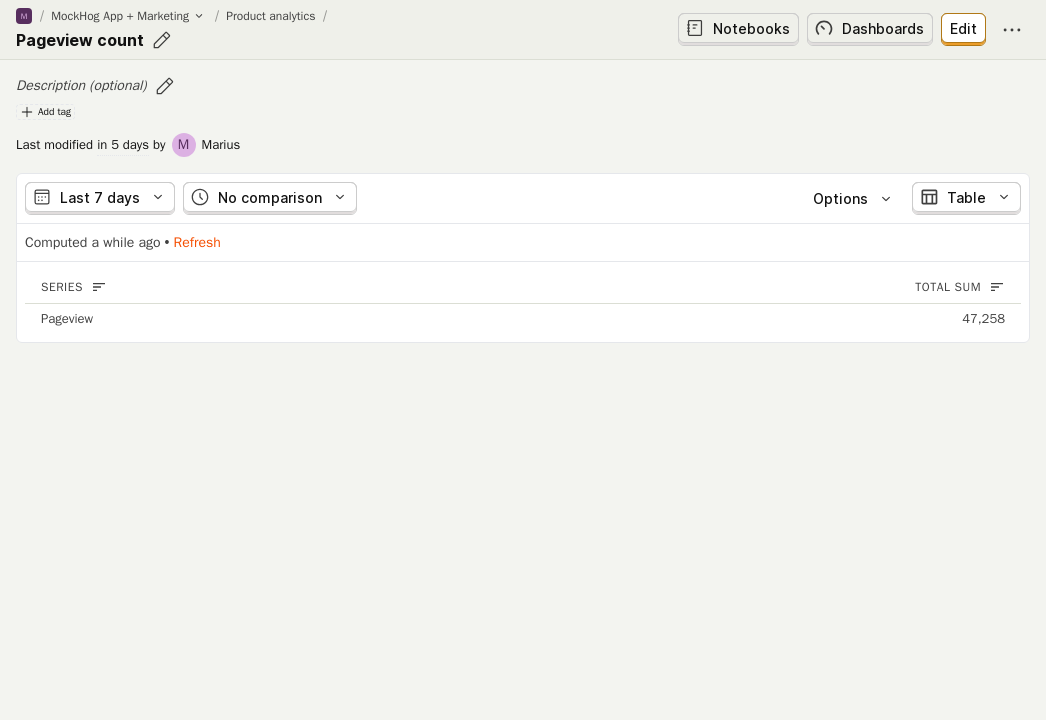 M / MockHog App + Marketing / Product analytics /
Pageview count
Notebooks
Dashboards
Edit
Description (optional)
Add tag
Last modified in 5 days by M Marius
Last 7 days
No comparison
Options
Table
Computed a while ago • Refresh
SERIES
TOTAL SUM
Pageview
47,258